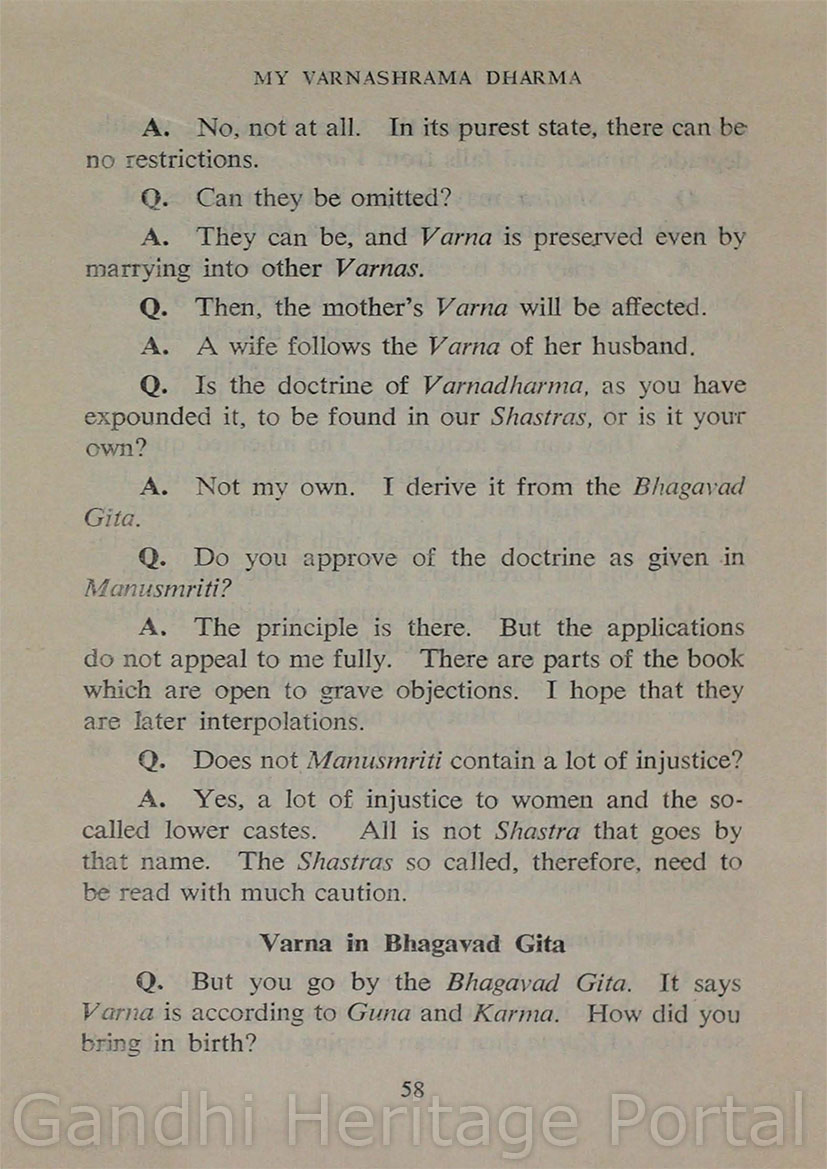 MY VARNASHRAMA DHARMA
A. No, not at all. In its purest state, there can be
no restrictions.
Q. Can they be omitted?
A. They can be, and Varna is preserved even by
marrying into other Varnas.
Q. Then, the mother's Varna will be affected.
A. A wife follows the Varna of her husband.
Q. Is the doctrine of Varnadharma, as you have
expounded it, to be found in our Shastras, or is it your
own?
A. Not my own. I derive it from the Bhagavad
Gita.
Q. Do you approve of the doctrine as given in
Manusmriti?
A. The principle is there. But the applications
do not appeal to me fully. There are parts of the book
which are open to grave objections. I hope that they
are later interpolations.
Q. Does not Manusmriti contain a lot of injustice?
A. Yes, a lot of injustice to women and the so-
called lower castes. All is not Shastra that goes by
that name. The Shastras so called, therefore, need to
be read with much caution.
Varna in Bhagavad Gita
Q. But you go by the Bhagavad Gita. It says
Varna is according to Guna and Karma. How did you
bring in birth?
58
Gandhi Heritage Portal